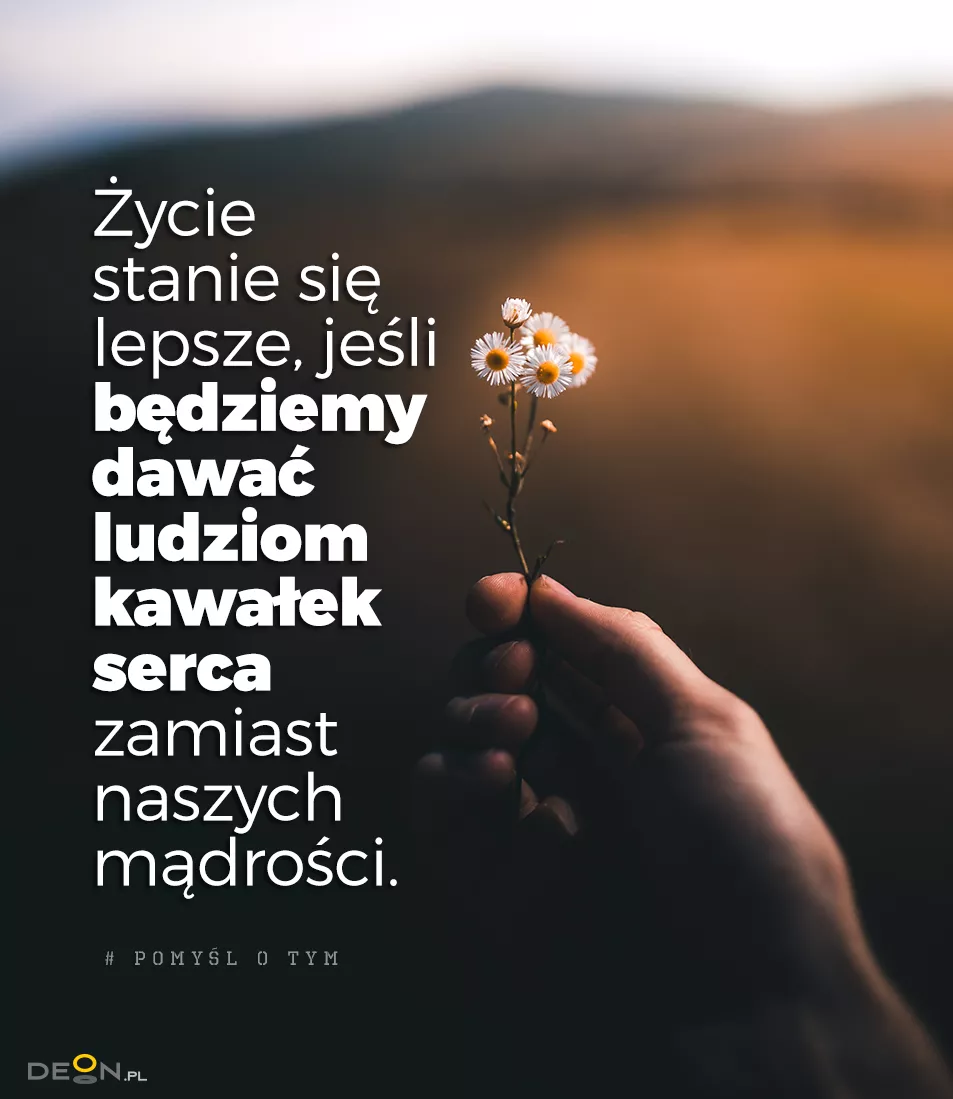 Życie
stanie się
lepsze, jeśli
będziemy
dawać
ludziom
kawałek
serca
zamiast
naszych
mądrości.
# POMYŚL O TYM
DEON.PL